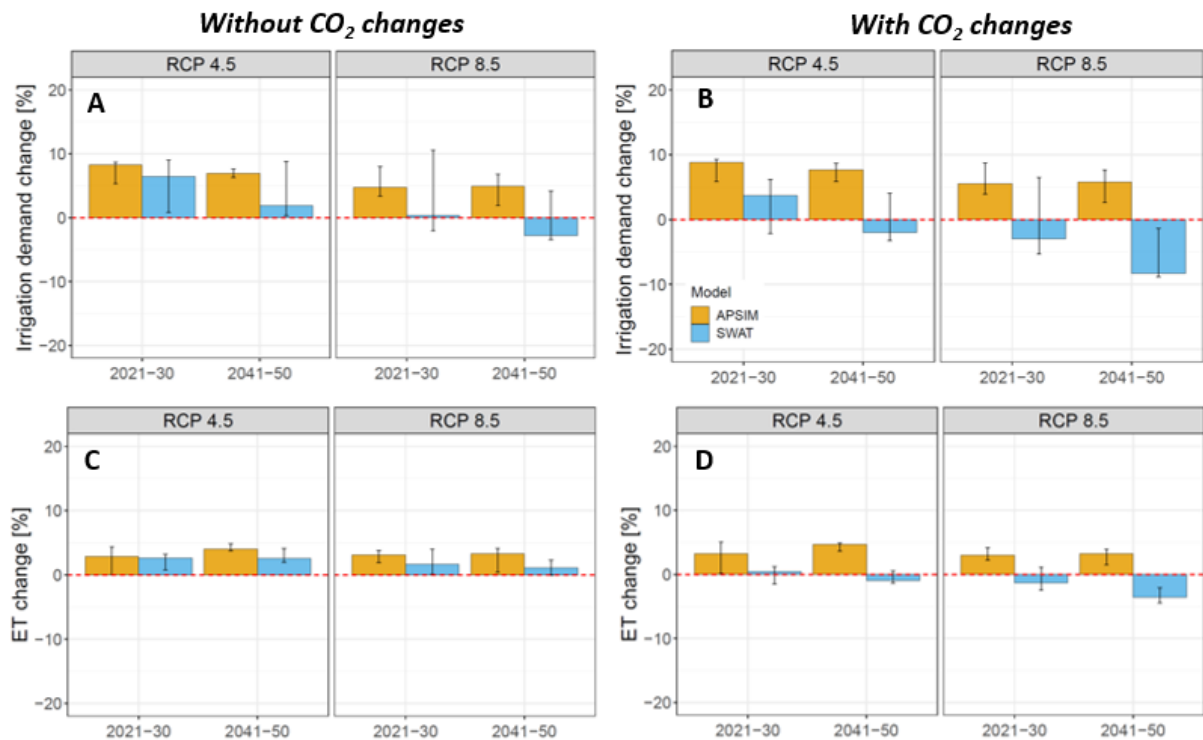 Without CO2 changes
With CO2 changes
RCP 4.5
RCP 8.5
A
Irrigation demand change [%]
20
10
0
−10
−20
2021−30
2041−50
2021−30
2041−50
RCP 4.5
RCP 8.5
B
Irrigation demand change [%]
20
10
0
−10
−20
Model
APSIM
SWAT
2021−30
2041−50
2021−30
2041−50
RCP 4.5
RCP 8.5
C
ET change [%]
20
10
0
−10
−20
2021−30
2041−50
2021−30
2041−50
RCP 4.5
RCP 8.5
D
ET change [%]
20
10
0
−10
−20
2021−30
2041−50
2021−30
2041−50